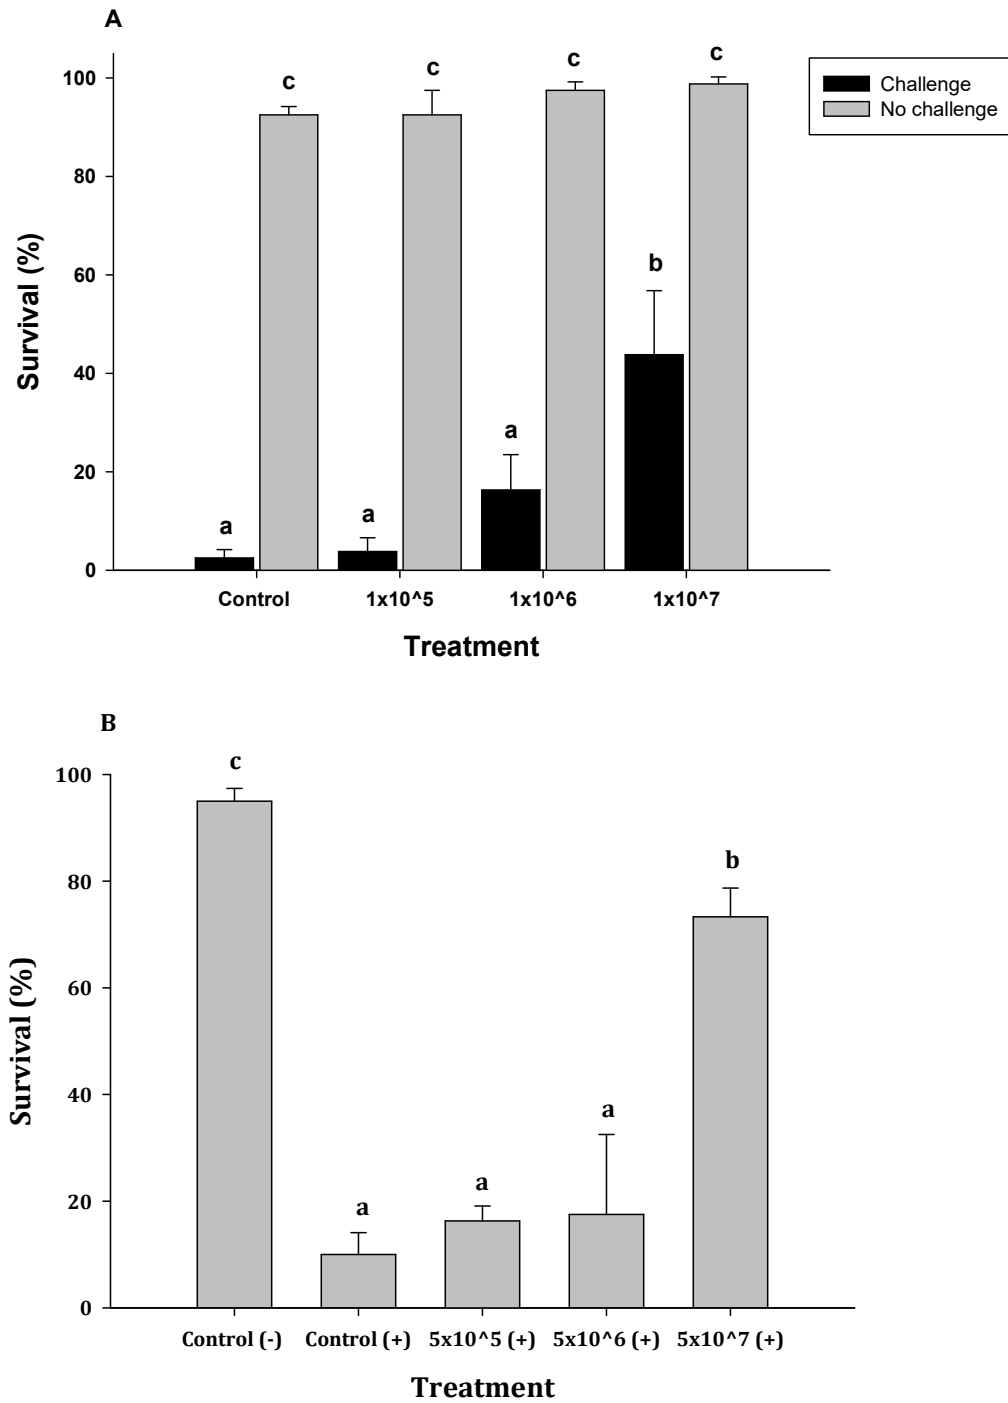 A
c
c
c
c
Challenge
No challenge
100
80
60
40
20
0
b
a
a
a
Survival (%)
Control
1x10^5
1x10^6
1x10^7
Treatment
B
c
100
80
60
40
20
0
b
a
a
a
Survival (%)
Control (-)
Control (+)
5x10^5 (+)
5x10^6 (+)
5x10^7 (+)
Treatment